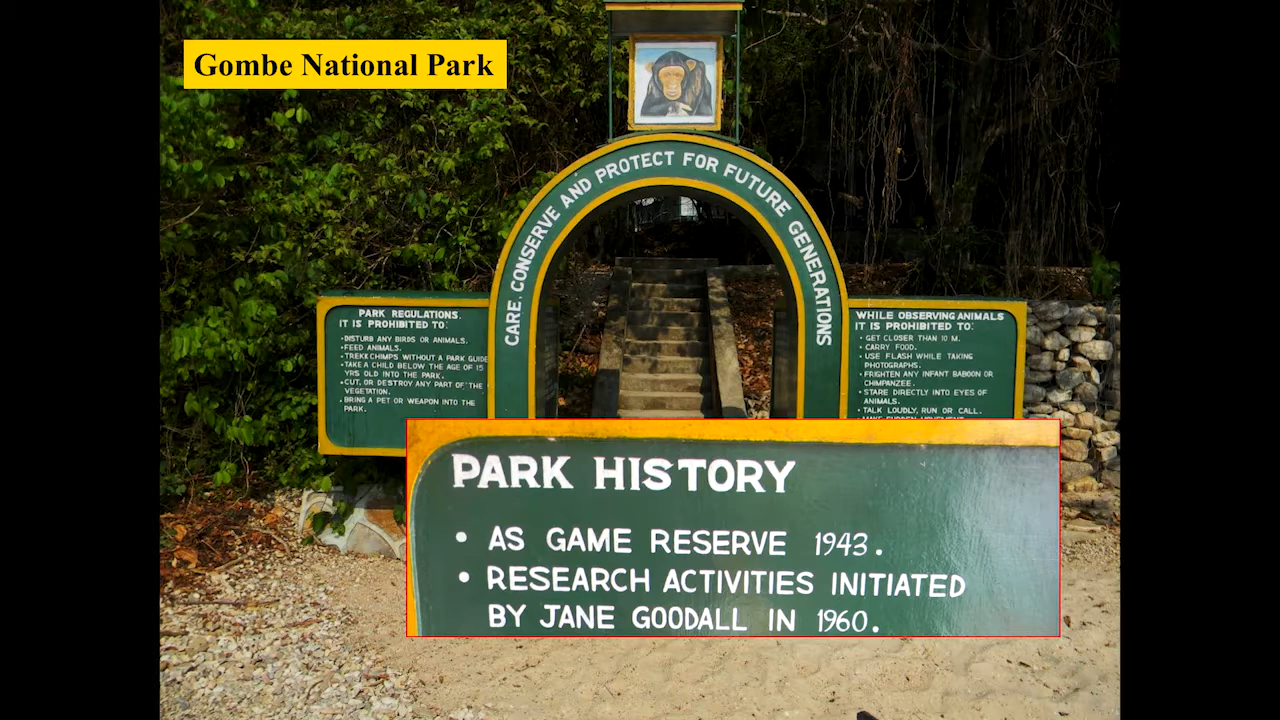 Gombe National Park
CARE, CONSERVE AND PROTECT FOR FUTURE GENERATIONS
PARK REGULATIONS.
IT IS PROHIBITED TO:
• DISTURB ANY BIRDS OR ANIMALS.
• FEED ANIMALS.
• TREKK CHIMPS WITHOUT A PARK GUIDE
• TAKE A CHILD BELOW THE AGE OF 15
YRS OLD INTO THE PARK.
• CUT, OR DESTROY ANY PART OF THE
VEGETATION.
• BRING A PET OR WEAPON INTO THE
PARK.
WHILE OBSERVING ANIMALS
IT IS PROHIBITED TO:
• GET CLOSER THAN 10 M.
• CARRY FOOD.
• USE FLASH WHILE TAKING
PHOTOGRAPHS.
• FRIGHTEN ANY INFANT BABOON OR
CHIMPANZEE.
• STARE DIRECTLY INTO EYES OF
ANIMALS.
• TALK LOUDLY, RUN OR CALL.
PARK HISTORY
• AS GAME RESERVE 1943.
• RESEARCH ACTIVITIES INITIATED
BY JANE GOODALL IN 1960.